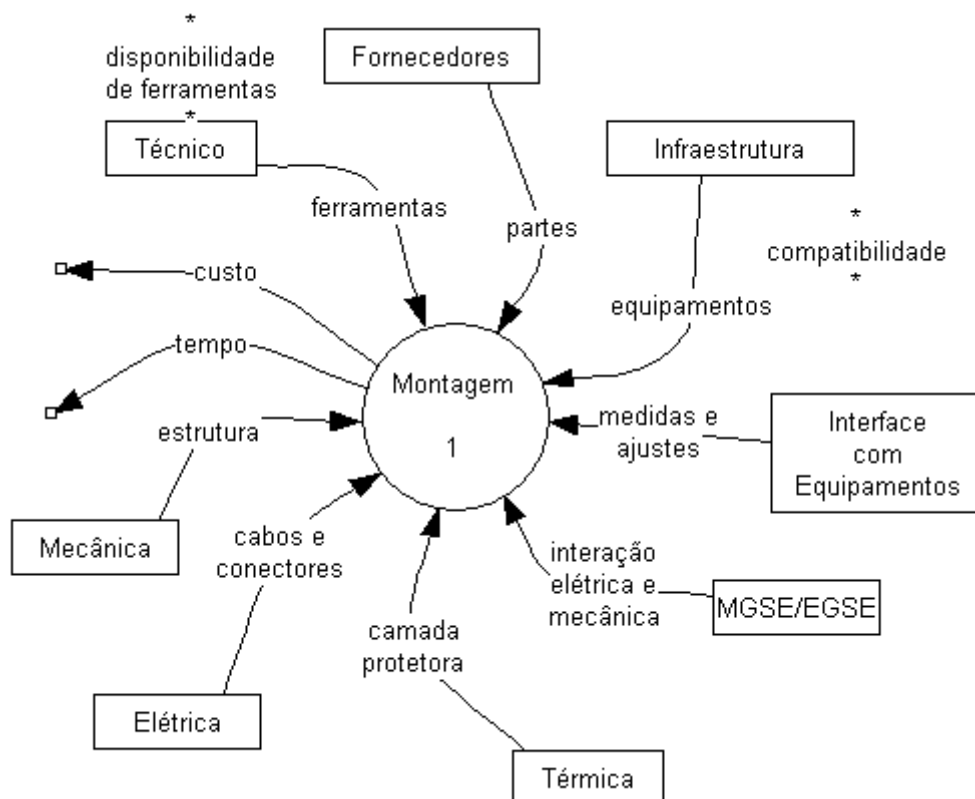 *
disponibilidade
de ferramentas
*
Técnico
Fornecedores
Infraestrutura
ferramentas
partes
*
compatibilidade
*
equipamentos
custo
tempo
Montagem
1
estrutura
medidas e
ajustes
Interface
com
Equipamentos
Mecânica
cabos e
conectores
interação
elétrica e
mecânica
MGSE/EGSE
camada
protetora
Elétrica
Térmica